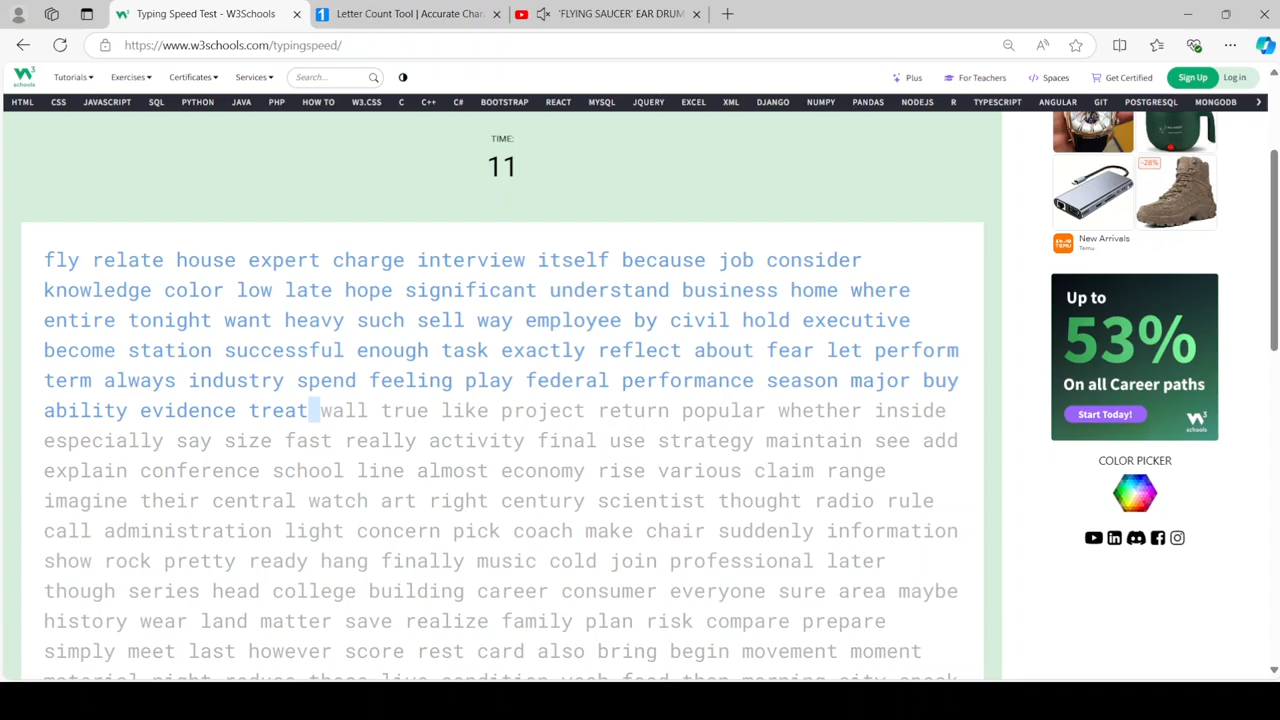 Typing Speed Test - W3Schools
Letter Count Tool | Accurate Char
'FLYING SAUCER' EAR DRUM
https://www.w3schools.com/typingspeed/
W3 schools
Tutorials Exercises Certificates Services Search... Plus For Teachers Spaces Get Certified Sign Up Log in
HTML CSS JAVASCRIPT SQL PYTHON JAVA PHP HOW TO W3.CSS C C++ C# BOOTSTRAP REACT MYSQL JQUERY EXCEL XML DJANGO NUMPY PANDAS NODEJS R TYPESCRIPT ANGULAR GIT POSTGRESQL MONGODB
TIME:
11
fly relate house expert charge interview itself because job consider
knowledge color low late hope significant understand business home where
entire tonight want heavy such sell way employee by civil hold executive
become station successful enough task exactly reflect about fear let perform
term always industry spend feeling play federal performance season major buy
ability evidence treat wall true like project return popular whether inside
especially say size fast really activity final use strategy maintain see add
explain conference school line almost economy rise various claim range
imagine their central watch art right century scientist thought radio rule
call administration light concern pick coach make chair suddenly information
show rock pretty ready hang finally music cold join professional later
though series head college building career consumer everyone sure area maybe
history wear land matter save realize family plan risk compare prepare
simply meet last however score rest card also bring begin movement moment
-28%
New Arrivals
Temu
Up to
53%
On all Career paths
Start Today!
W3 schools
COLOR PICKER